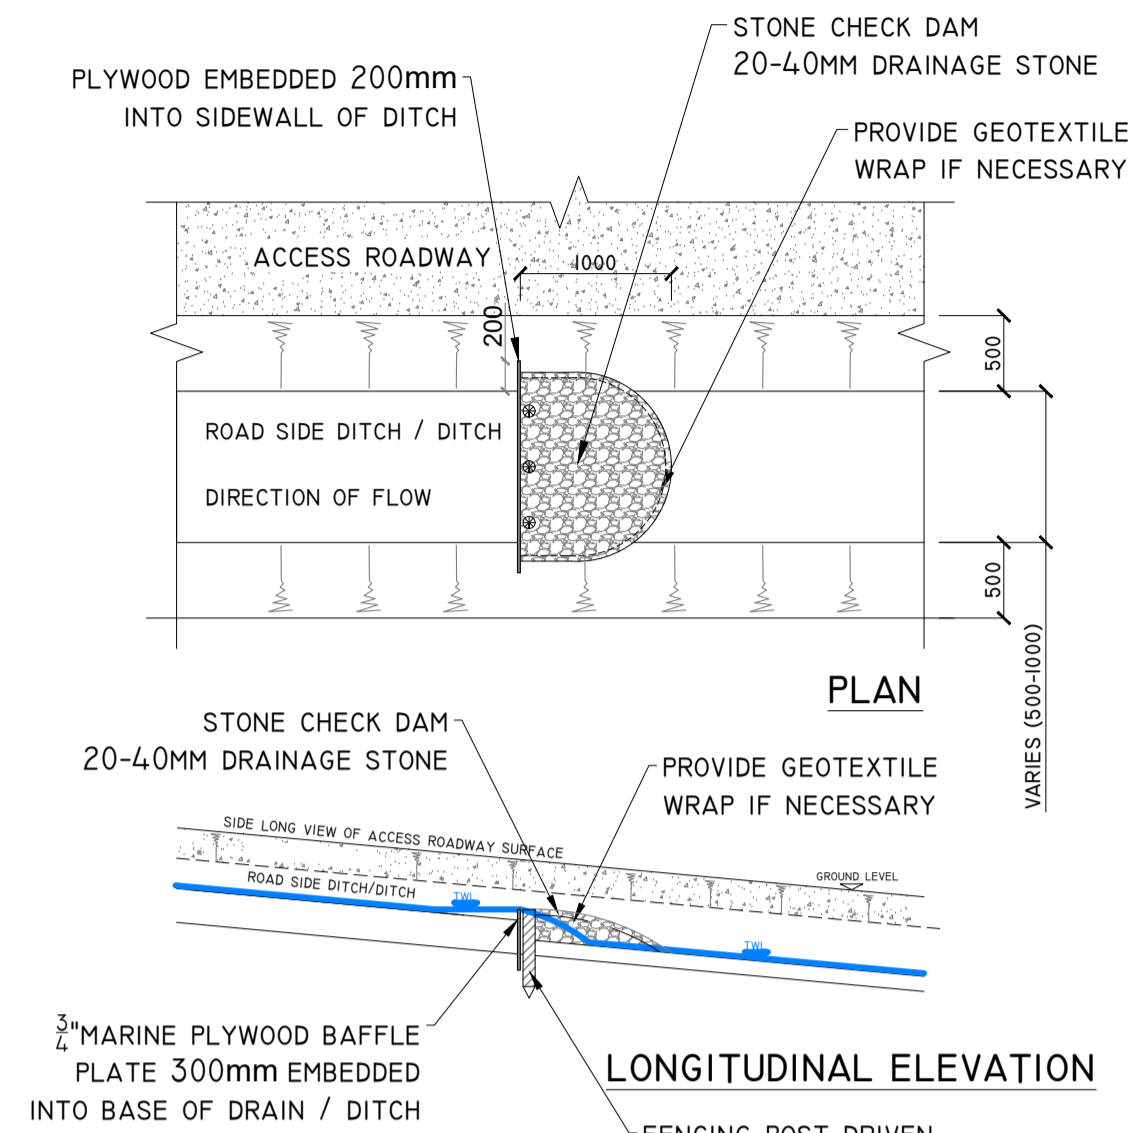 STONE CHECK DAM
20-40MM DRAINAGE STONE
PLYWOOD EMBEDDED 200mm
INTO SIDEWALL OF DITCH
PROVIDE GEOTEXTILE
WRAP IF NECESSARY
ACCESS ROADWAY
1000
200
500
ROAD SIDE DITCH / DITCH
DIRECTION OF FLOW
500
VARIES (500-1000)
PLAN
STONE CHECK DAM
20-40MM DRAINAGE STONE
PROVIDE GEOTEXTILE
WRAP IF NECESSARY
SIDE LONG VIEW OF ACCESS ROADWAY SURFACE
GROUND LEVEL
ROAD SIDE DITCH/DITCH
TWL
TWL
3/4"MARINE PLYWOOD BAFFLE
PLATE 300mm EMBEDDED
INTO BASE OF DRAIN / DITCH
LONGITUDINAL ELEVATION
FENCING POST DRIVEN